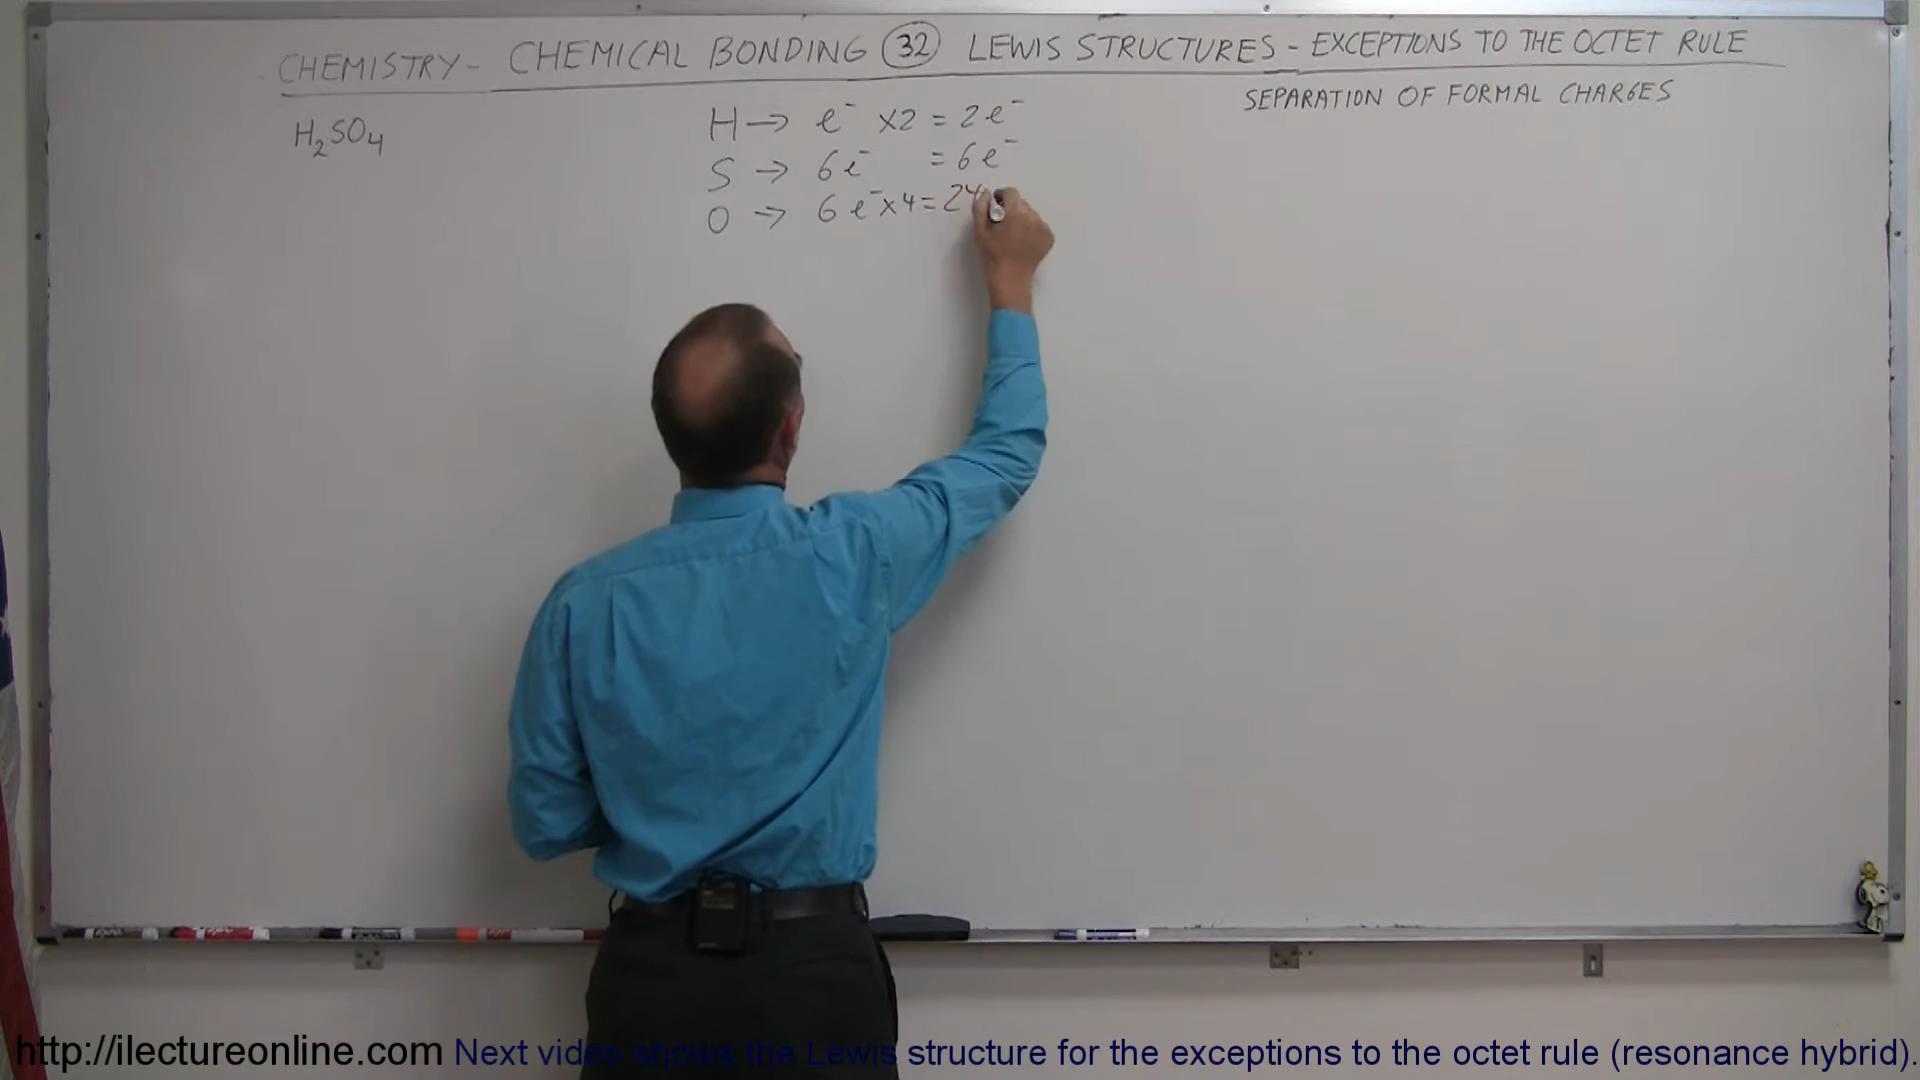 CHEMISTRY - CHEMICAL BONDING 32 LEWIS STRUCTURES - EXCEPTIONS TO THE OCTET RULE
SEPARATION OF FORMAL CHARGES
H₂SO₄
H → e⁻ ×2 = 2e⁻
S → 6e⁻ = 6e⁻
O → 6e⁻×4 = 24
http://ilectureonline.com Next video shows the Lewis structure for the exceptions to the octet rule (resonance hybrid).